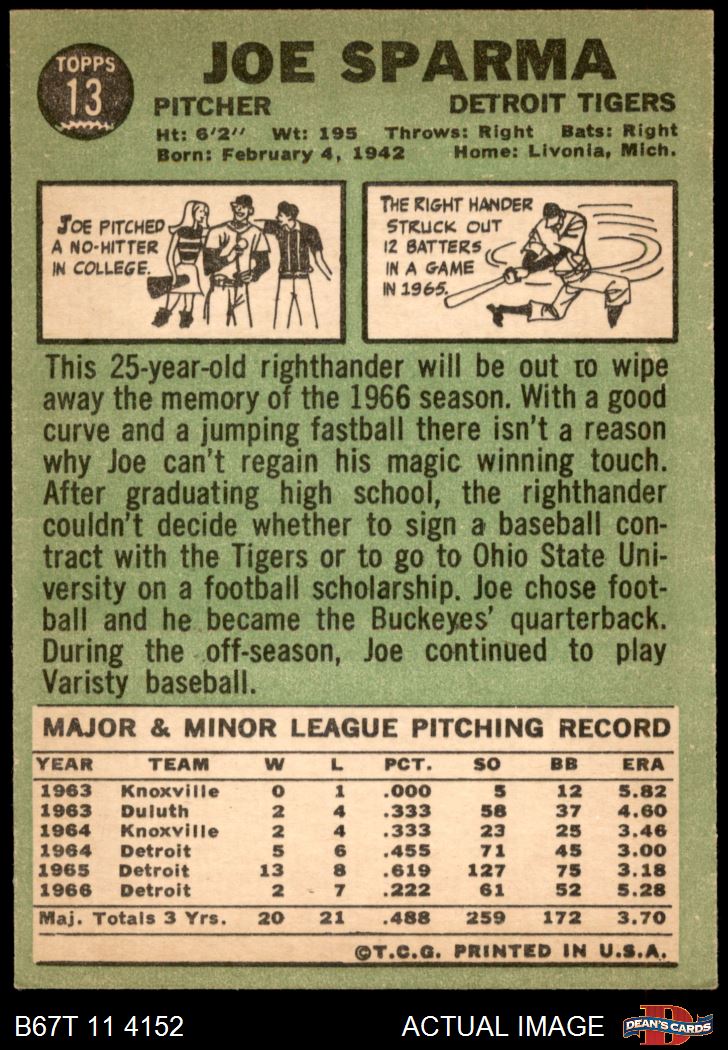 TOPPS
13
JOE SPARMA
PITCHER DETROIT TIGERS
Ht: 6'2" Wt: 195 Throws: Right Bats: Right
Born: February 4, 1942 Home: Livonia, Mich.
JOE PITCHED
A NO-HITTER
IN COLLEGE.
THE RIGHT HANDER
STRUCK OUT
12 BATTERS
IN A GAME
IN 1965.
This 25-year-old righthander will be out to wipe
away the memory of the 1966 season. With a good
curve and a jumping fastball there isn't a reason
why Joe can't regain his magic winning touch.
After graduating high school, the righthander
couldn't decide whether to sign a baseball con-
tract with the Tigers or to go to Ohio State Uni-
versity on a football scholarship. Joe chose foot-
ball and he became the Buckeyes' quarterback.
During the off-season, Joe continued to play
Varisty baseball.
MAJOR & MINOR LEAGUE PITCHING RECORD
YEAR TEAM W L PCT. SO BB ERA
1963 Knoxville 0 1 .000 5 12 5.82
1963 Duluth 2 4 .333 58 37 4.60
1964 Knoxville 2 4 .333 23 25 3.46
1964 Detroit 5 6 .455 71 45 3.00
1965 Detroit 13 8 .619 127 75 3.18
1966 Detroit 2 7 .222 61 52 5.28
Maj. Totals 3 Yrs. 20 21 .488 259 172 3.70
©T.C.G. PRINTED IN U.S.A.
B67T 11 4152 ACTUAL IMAGE
D
DEAN'S CARDS